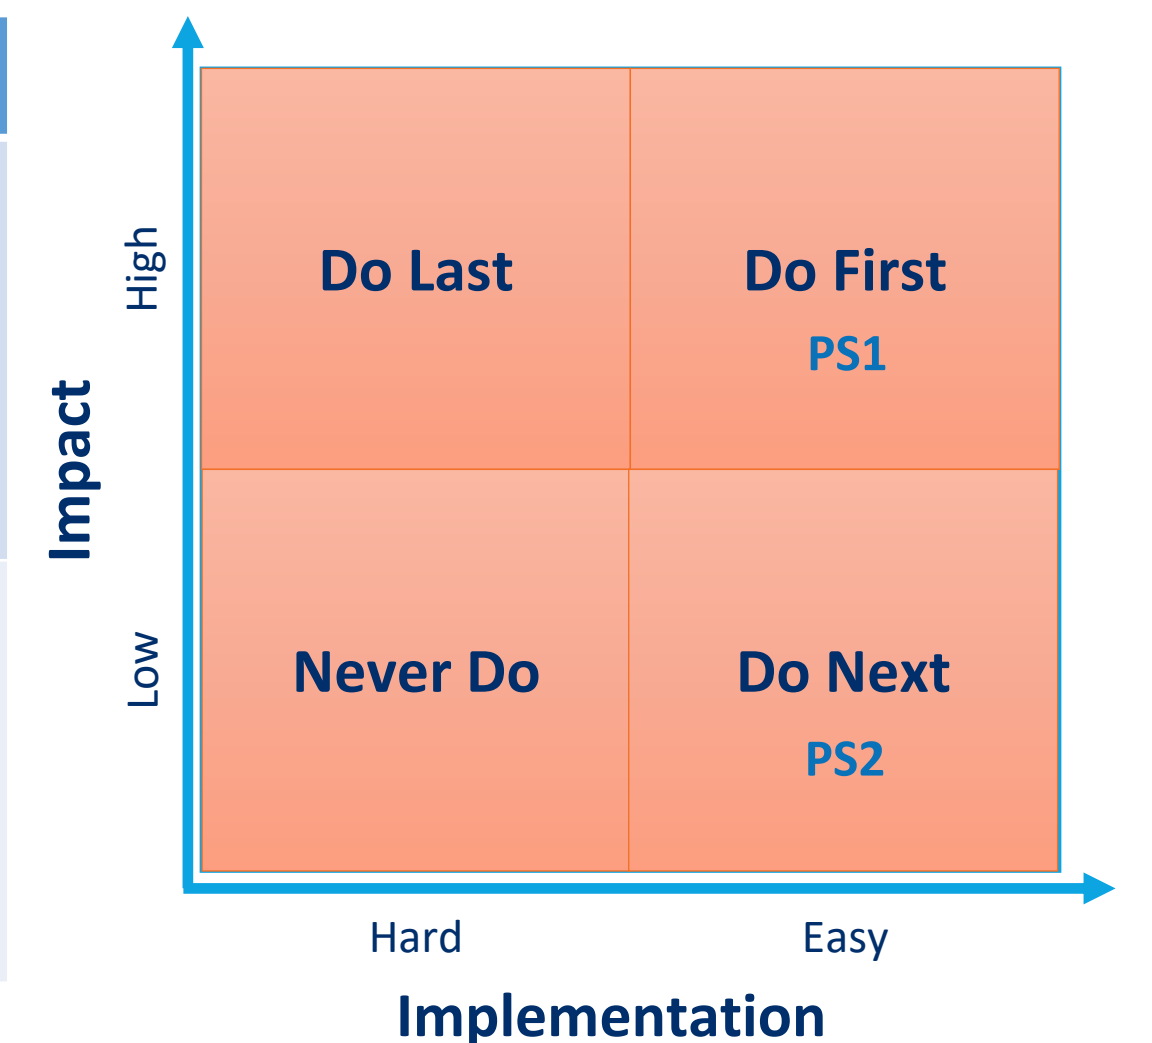 High
Do Last
Do First
PS1
Impact
Low
Never Do
Do Next
PS2
Hard
Easy
Implementation